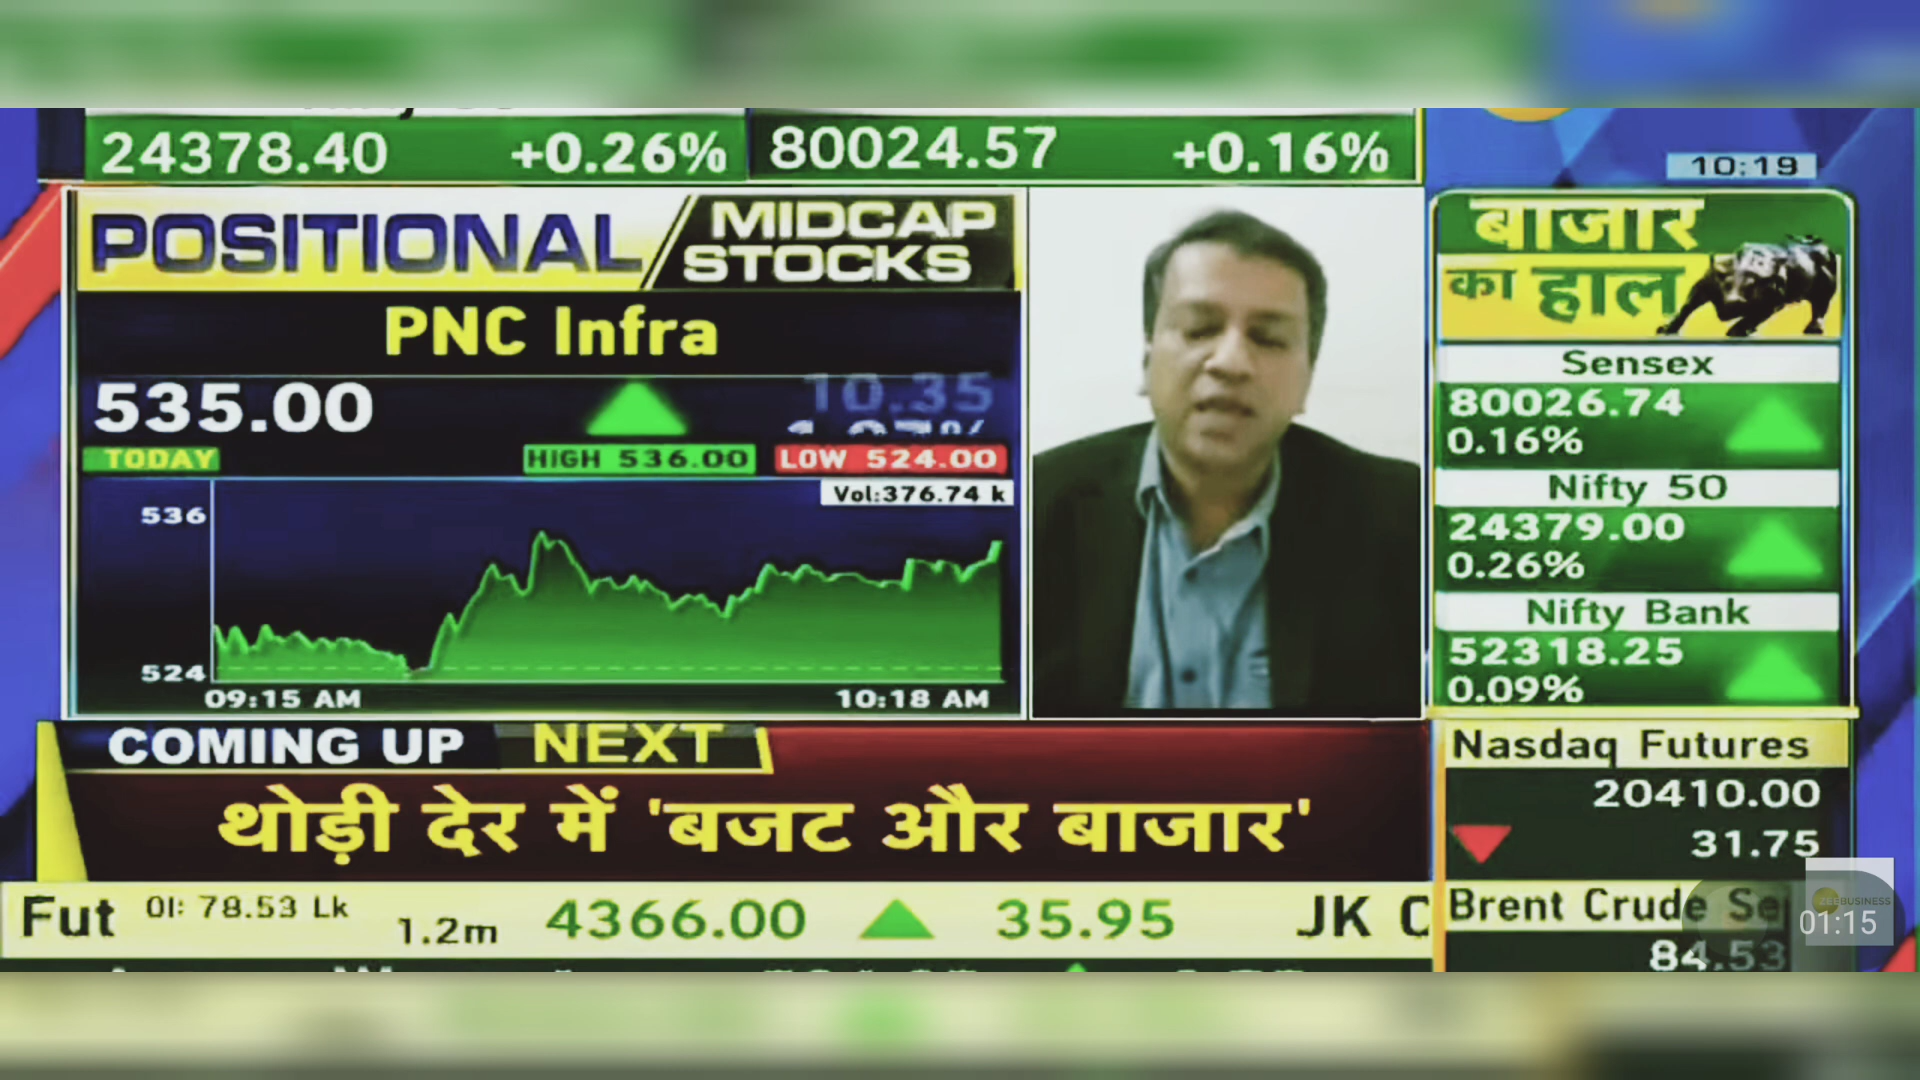 24378.40 +0.26% 80024.57 +0.16%
10:19
POSITIONAL MIDCAP STOCKS
PNC Infra
535.00 10.35
TODAY HIGH 536.00 LOW 524.00
Vol:376.74 k
536
524
09:15 AM 10:18 AM
बाजार
का हाल
Sensex
80026.74
0.16%
Nifty 50
24379.00
0.26%
Nifty Bank
52318.25
0.09%
COMING UP NEXT
थोड़ी देर में 'बजट और बाजार'
Nasdaq Futures
20410.00
31.75
Fut OI: 78.53 Lk 1.2m 4366.00 35.95 JK C
Brent Crude Se
84.53
ZEEBUSINESS
01:15